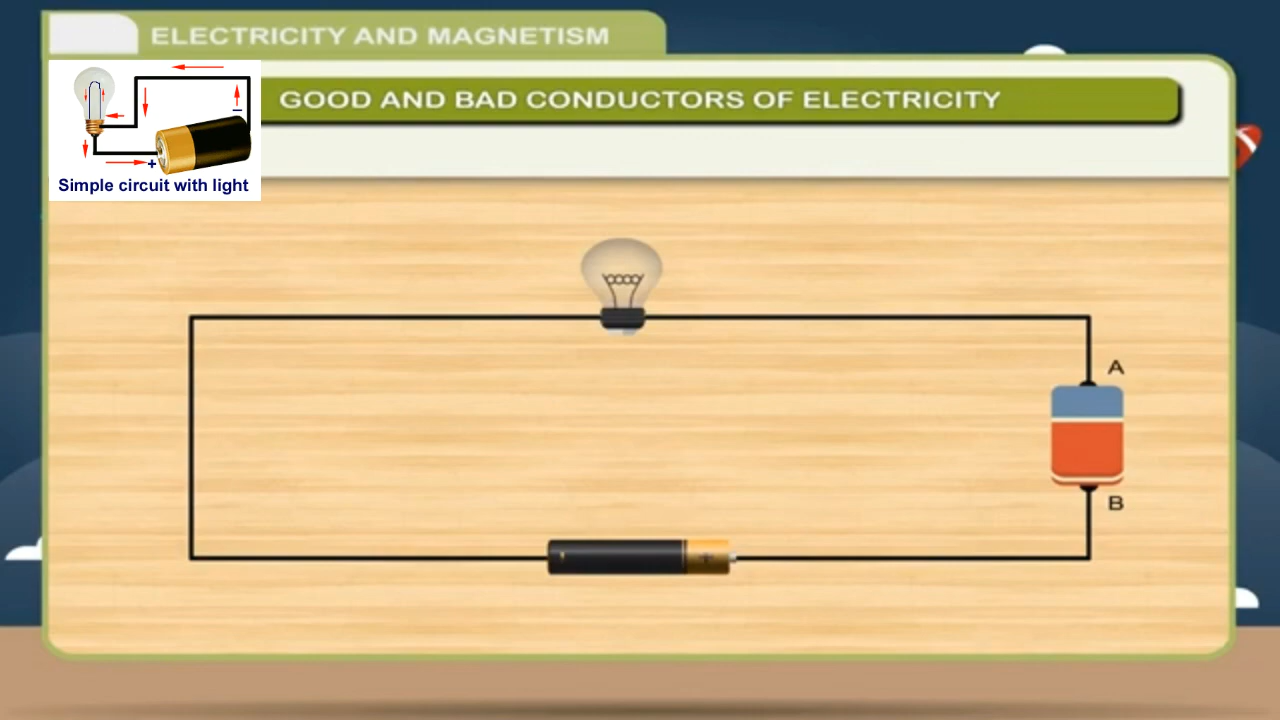 ELECTRICITY AND MAGNETISM
GOOD AND BAD CONDUCTORS OF ELECTRICITY
−
+
Simple circuit with light
A
B
- +